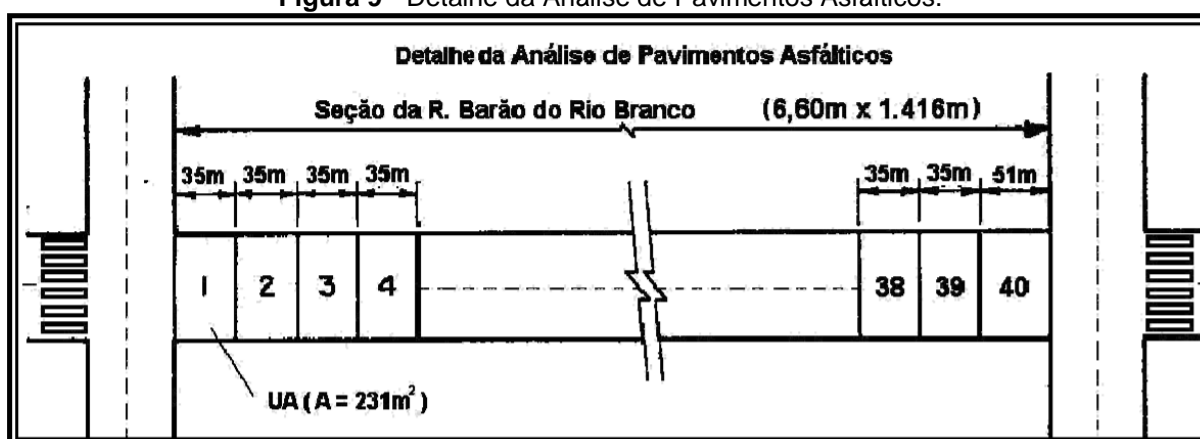 Figura 9 - Detalhe da Análise de Pavimentos Asfálticos.
Detalhe da Análise de Pavimentos Asfálticos
Seção da R. Barão do Rio Branco (6,60m x 1.416m)
35m 35m 35m 35m 35m 35m 51m
1 2 3 4 38 39 40
UA ( A = 231m² )